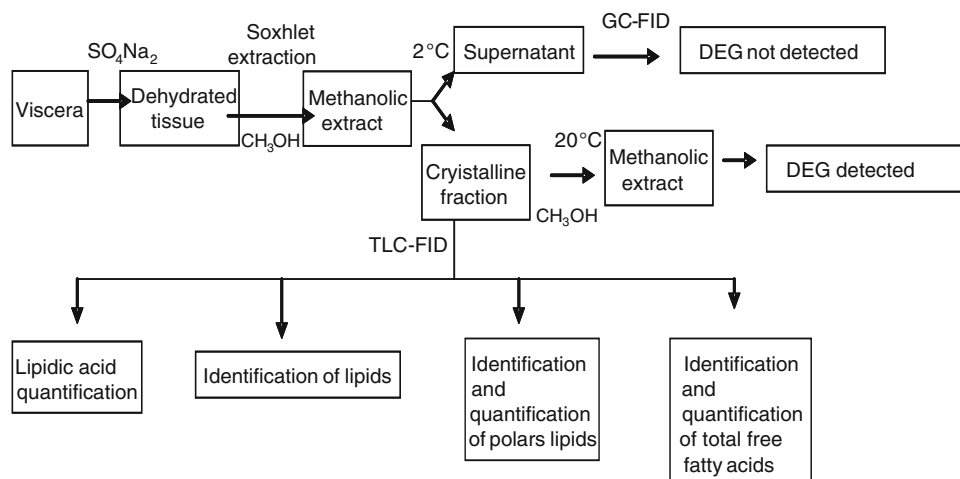 GC-FID
SO₄Na₂
Soxhlet
extraction
2°C
Supernatant
DEG not detected
Viscera
Dehydrated
tissue
CH₃OH
Methanolic
extract
Cryistalline
fraction
20°C
CH₃OH
Methanolic
extract
DEG detected
TLC-FID
Lipidic acid
quantification
Identification of lipids
Identification
and
quantification
of polars lipids
Identification
and
quantification
of total free
fatty acids